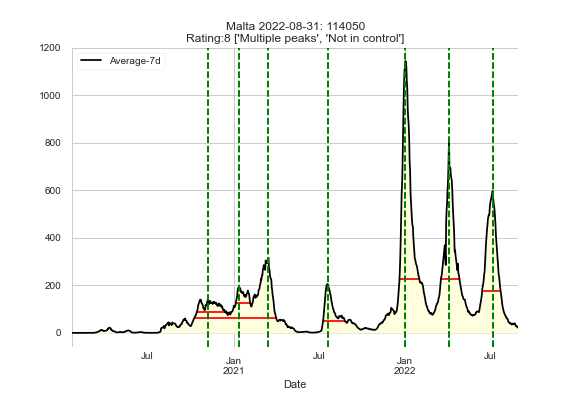 Malta 2022-08-31: 114050
Rating:8 ['Multiple peaks', 'Not in control']
Average-7d
1200
1000
800
600
400
200
0
Jul
Jan
2021
Jul
Jan
2022
Jul
Date